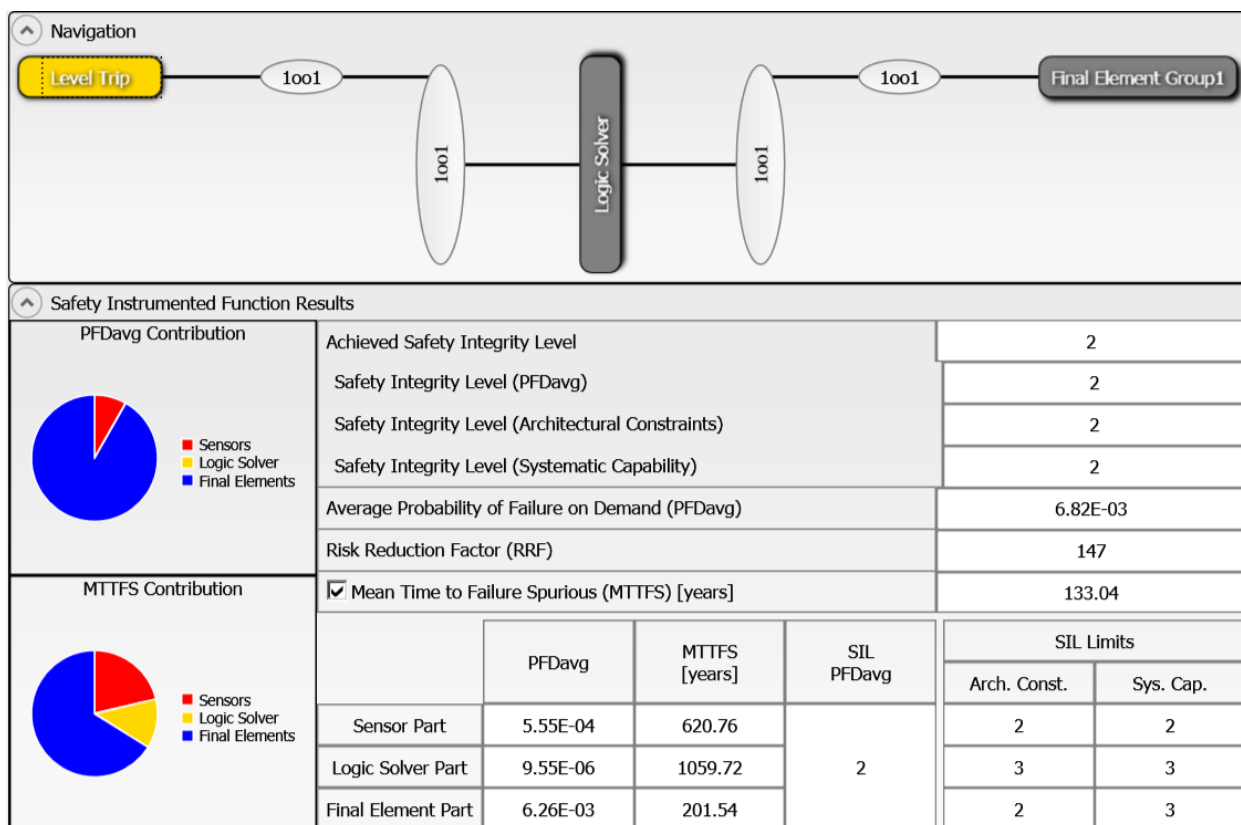 Navigation
Level Trip
1oo1
1oo1
Logic Solver
1oo1
1oo1
Final Element Group1
Safety Instrumented Function Results
PFDavg Contribution
Sensors
Logic Solver
Final Elements
MTTFS Contribution
Sensors
Logic Solver
Final Elements
Achieved Safety Integrity Level 2
Safety Integrity Level (PFDavg) 2
Safety Integrity Level (Architectural Constraints) 2
Safety Integrity Level (Systematic Capability) 2
Average Probability of Failure on Demand (PFDavg) 6.82E-03
Risk Reduction Factor (RRF) 147
Mean Time to Failure Spurious (MTTFS) [years] 133.04
PFDavg MTTFS [years] SIL PFDavg SIL Limits
Arch. Const. Sys. Cap.
Sensor Part 5.55E-04 620.76 2 2
Logic Solver Part 9.55E-06 1059.72 2 3 3
Final Element Part 6.26E-03 201.54 2 3